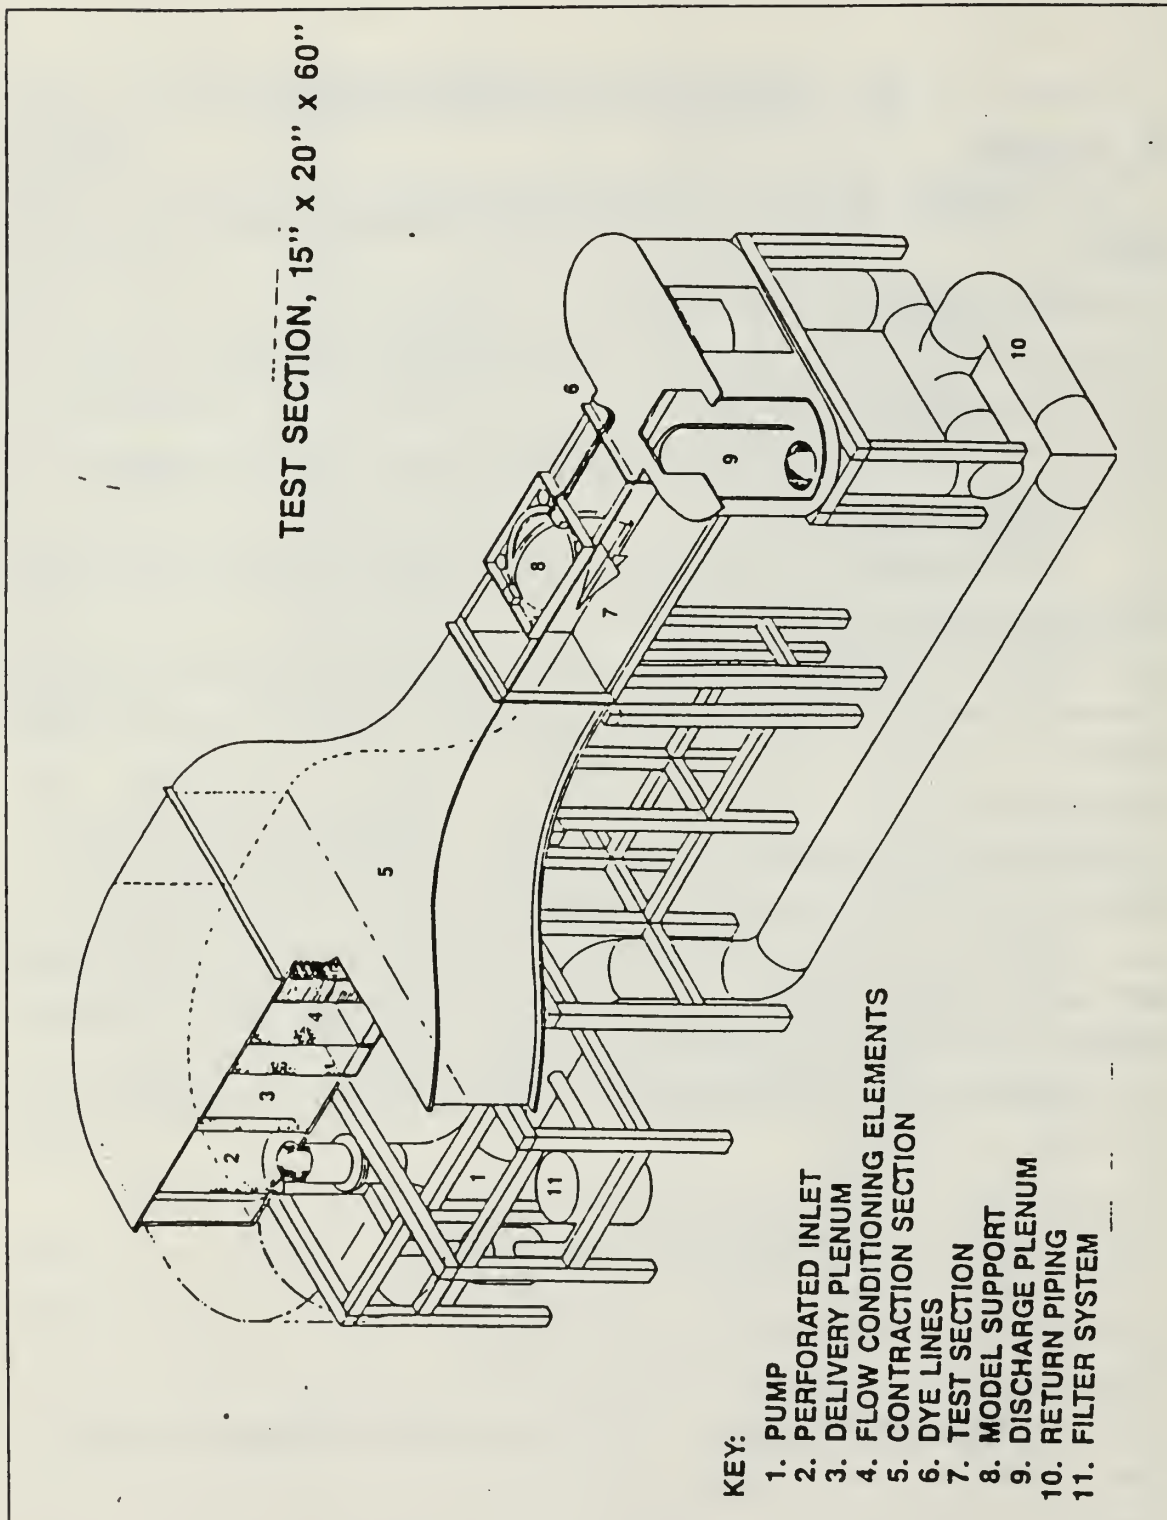 TEST SECTION, 15" x 20" x 60"
6
8
7
9
10
5
4
3
2
1
11
KEY:
1. PUMP
2. PERFORATED INLET
3. DELIVERY PLENUM
4. FLOW CONDITIONING ELEMENTS
5. CONTRACTION SECTION
6. DYE LINES
7. TEST SECTION
8. MODEL SUPPORT
9. DISCHARGE PLENUM
10. RETURN PIPING
11. FILTER SYSTEM